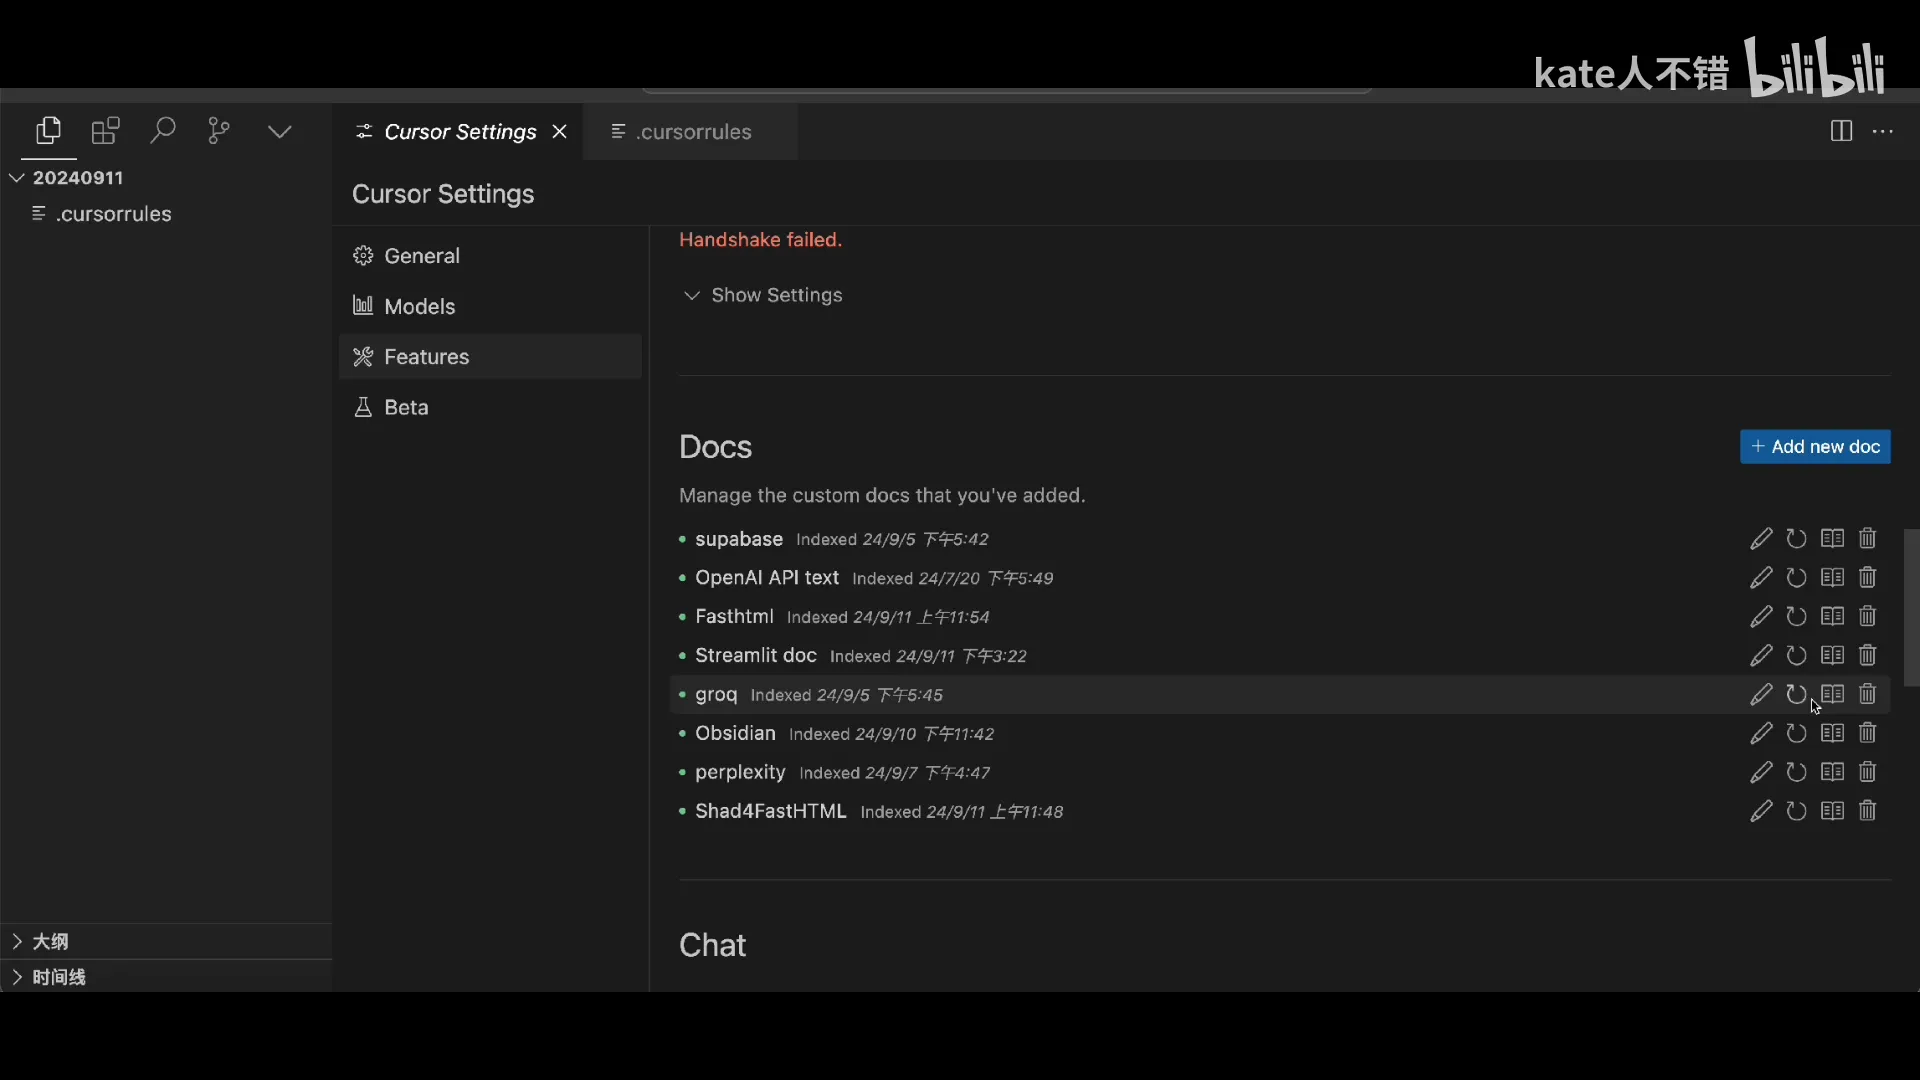 kate人不错 bilibili
Cursor Settings
.cursorrules
20240911
.cursorrules
Cursor Settings
General
Models
Features
Beta
Handshake failed.
Show Settings
Docs
+ Add new doc
Manage the custom docs that you've added.
supabase Indexed 24/9/5 下午5:42
OpenAI API text Indexed 24/7/20 下午5:49
Fasthtml Indexed 24/9/11 上午11:54
Streamlit doc Indexed 24/9/11 下午3:22
groq Indexed 24/9/5 下午5:45
Obsidian Indexed 24/9/10 下午11:42
perplexity Indexed 24/9/7 下午4:47
Shad4FastHTML Indexed 24/9/11 上午11:48
Chat
大纲
时间线